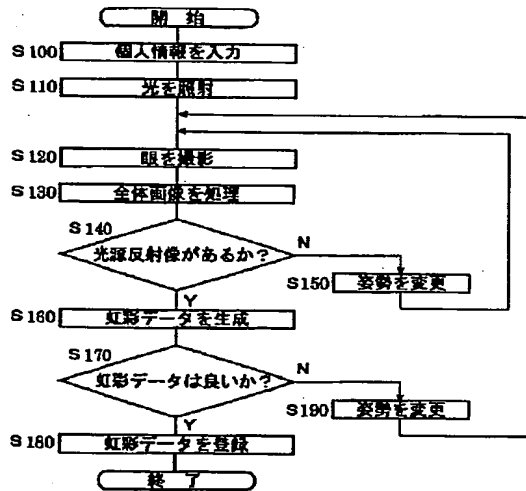 開始
S100 個人情報を入力
S110 光を照射
S120 眼を撮影
S130 全体画像を処理
S140
光源反射像があるか?
N
S150 姿勢を変更
Y
S160 虹彩データを生成
S170
虹彩データは良いか?
N
S190 姿勢を変更
Y
S180 虹彩データを登録
終了